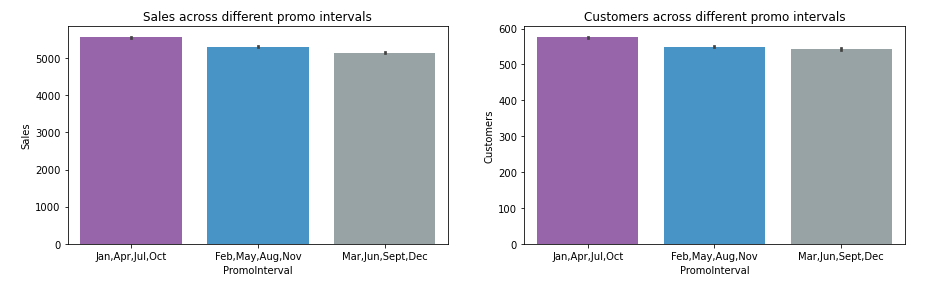 Sales across different promo intervals
Sales
5000
4000
3000
2000
1000
0
Jan,Apr,Jul,Oct
Feb,May,Aug,Nov
Mar,Jun,Sept,Dec
PromoInterval
Customers across different promo intervals
Customers
600
500
400
300
200
100
0
Jan,Apr,Jul,Oct
Feb,May,Aug,Nov
Mar,Jun,Sept,Dec
PromoInterval